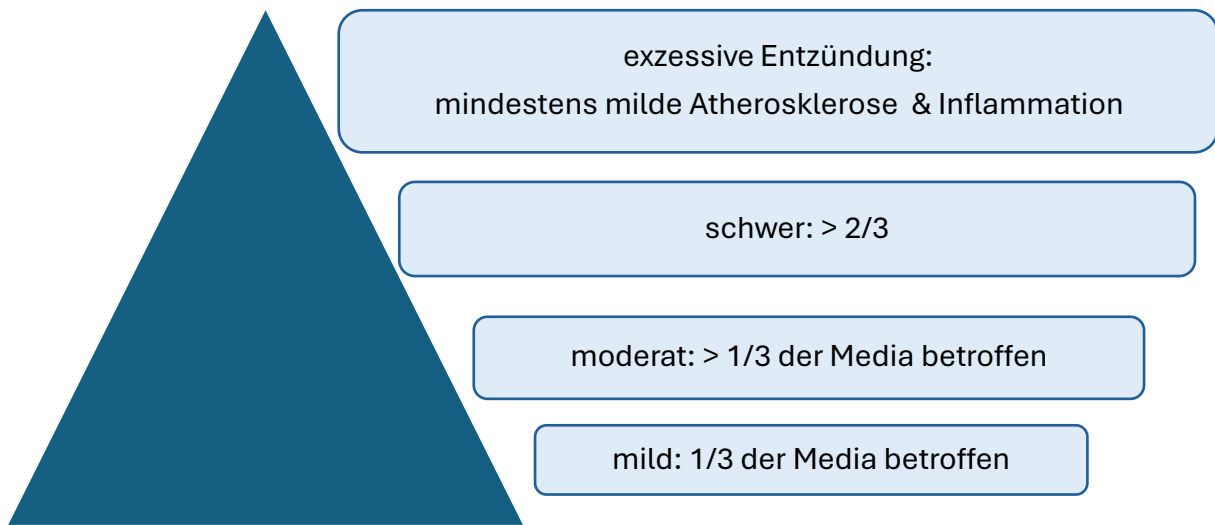 exzessive Entzündung:
mindestens milde Atherosklerose & Inflammation
schwer: > 2/3
moderat: > 1/3 der Media betroffen
mild: 1/3 der Media betroffen